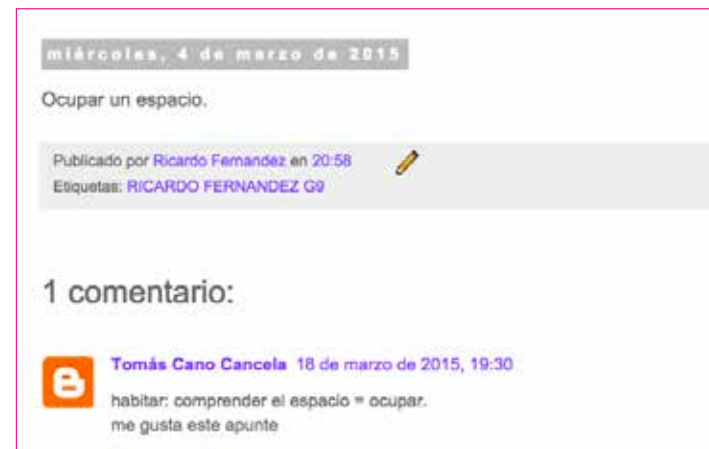 miércoles, 4 de marzo de 2015
Ocupar un espacio.
Publicado por Ricardo Fernandez en 20:58
Etiquetas: RICARDO FERNANDEZ G9
1 comentario:
Tomás Cano Cancela 18 de marzo de 2015, 19:30
habitar: comprender el espacio = ocupar.
me gusta este apunte